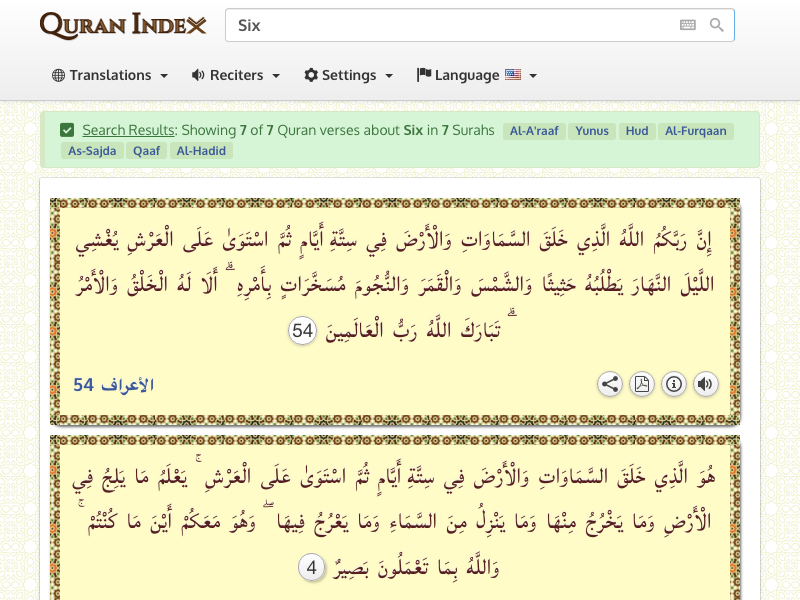 QURAN INDEX
Six
Translations Reciters Settings Language
Search Results: Showing 7 of 7 Quran verses about Six in 7 Surahs Al-A'raaf Yunus Hud Al-Furqaan
As-Sajda Qaaf Al-Hadid
إِنَّ رَبَّكُمُ اللَّهُ الَّذِي خَلَقَ السَّمَاوَاتِ وَالْأَرْضَ فِي سِتَّةِ أَيَّامٍ ثُمَّ اسْتَوَىٰ عَلَى الْعَرْشِ يُغْشِي
اللَّيْلَ النَّهَارَ يَطْلُبُهُ حَثِيثًا وَالشَّمْسَ وَالْقَمَرَ وَالنُّجُومَ مُسَخَّرَاتٍ بِأَمْرِهِ ۗ أَلَا لَهُ الْخَلْقُ وَالْأَمْرُ
ۗ تَبَارَكَ اللَّهُ رَبُّ الْعَالَمِينَ 54
الأعراف 54
هُوَ الَّذِي خَلَقَ السَّمَاوَاتِ وَالْأَرْضَ فِي سِتَّةِ أَيَّامٍ ثُمَّ اسْتَوَىٰ عَلَى الْعَرْشِ ۚ يَعْلَمُ مَا يَلِجُ فِي
الْأَرْضِ وَمَا يَخْرُجُ مِنْهَا وَمَا يَنْزِلُ مِنَ السَّمَاءِ وَمَا يَعْرُجُ فِيهَا ۖ وَهُوَ مَعَكُمْ أَيْنَ مَا كُنْتُمْ ۚ
وَاللَّهُ بِمَا تَعْمَلُونَ بَصِيرٌ 4